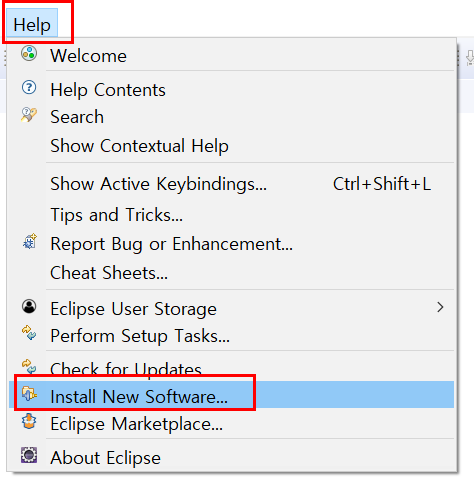 Help
Welcome
Help Contents
Search
Show Contextual Help
Show Active Keybindings... Ctrl+Shift+L
Tips and Tricks...
Report Bug or Enhancement...
Cheat Sheets...
Eclipse User Storage
Perform Setup Tasks...
Check for Updates
Install New Software...
Eclipse Marketplace...
About Eclipse